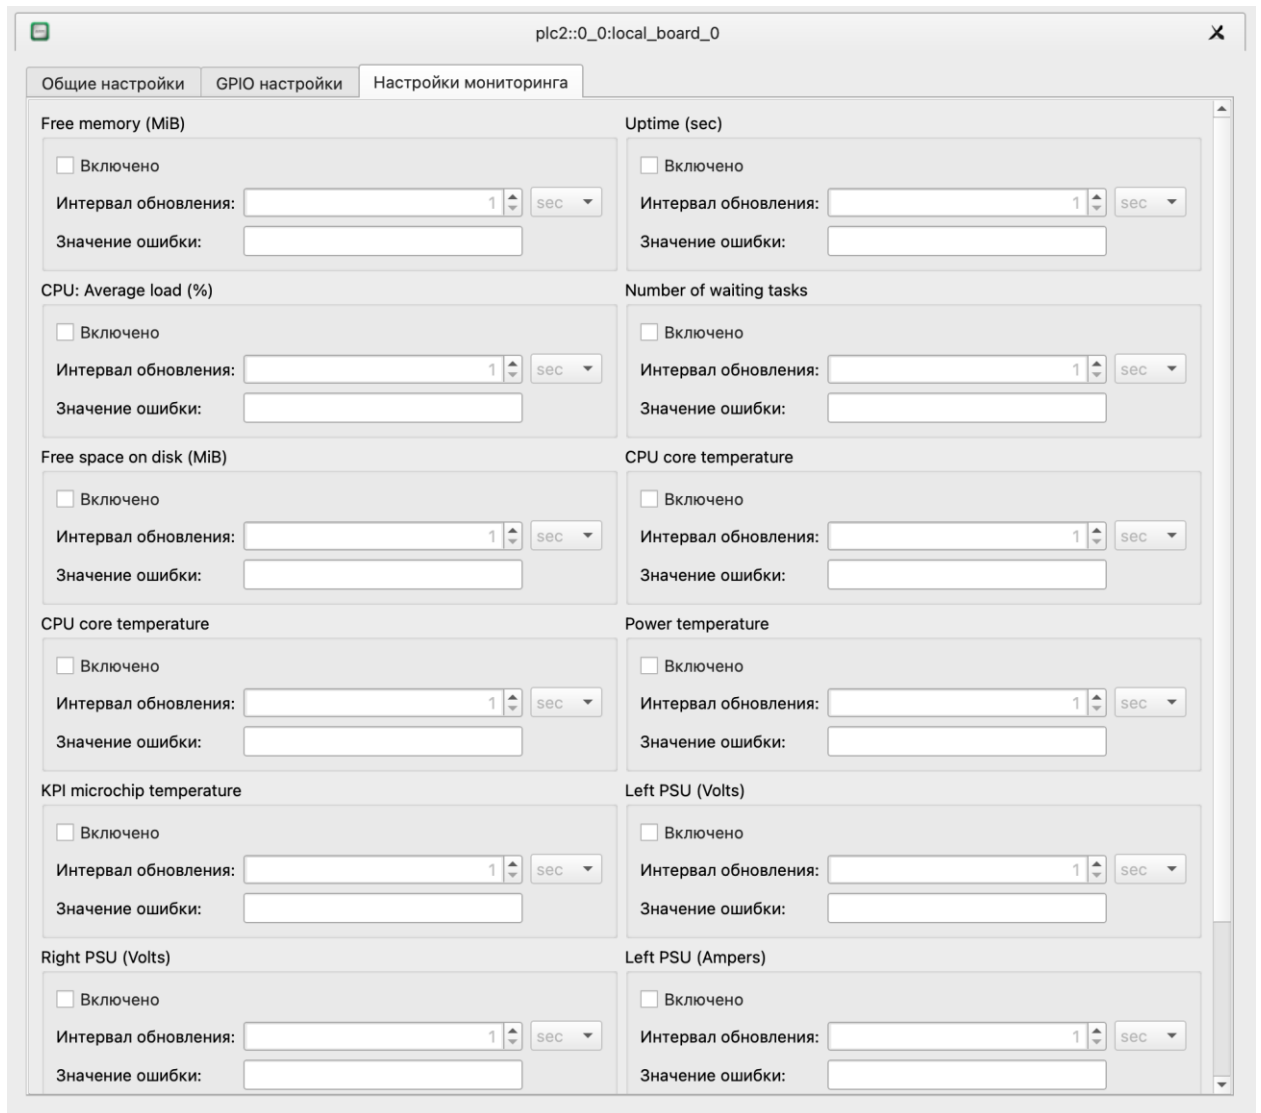 plc2::0_0:local_board_0
Общие настройки GPIO настройки Настройки мониторинга
Free memory (MiB) Uptime (sec)
Включено Включено
Интервал обновления: 1 sec Интервал обновления: 1 sec
Значение ошибки: Значение ошибки:
CPU: Average load (%) Number of waiting tasks
Включено Включено
Интервал обновления: 1 sec Интервал обновления: 1 sec
Значение ошибки: Значение ошибки:
Free space on disk (MiB) CPU core temperature
Включено Включено
Интервал обновления: 1 sec Интервал обновления: 1 sec
Значение ошибки: Значение ошибки:
CPU core temperature Power temperature
Включено Включено
Интервал обновления: 1 sec Интервал обновления: 1 sec
Значение ошибки: Значение ошибки:
KPI microchip temperature Left PSU (Volts)
Включено Включено
Интервал обновления: 1 sec Интервал обновления: 1 sec
Значение ошибки: Значение ошибки:
Right PSU (Volts) Left PSU (Ampers)
Включено Включено
Интервал обновления: 1 sec Интервал обновления: 1 sec
Значение ошибки: Значение ошибки: